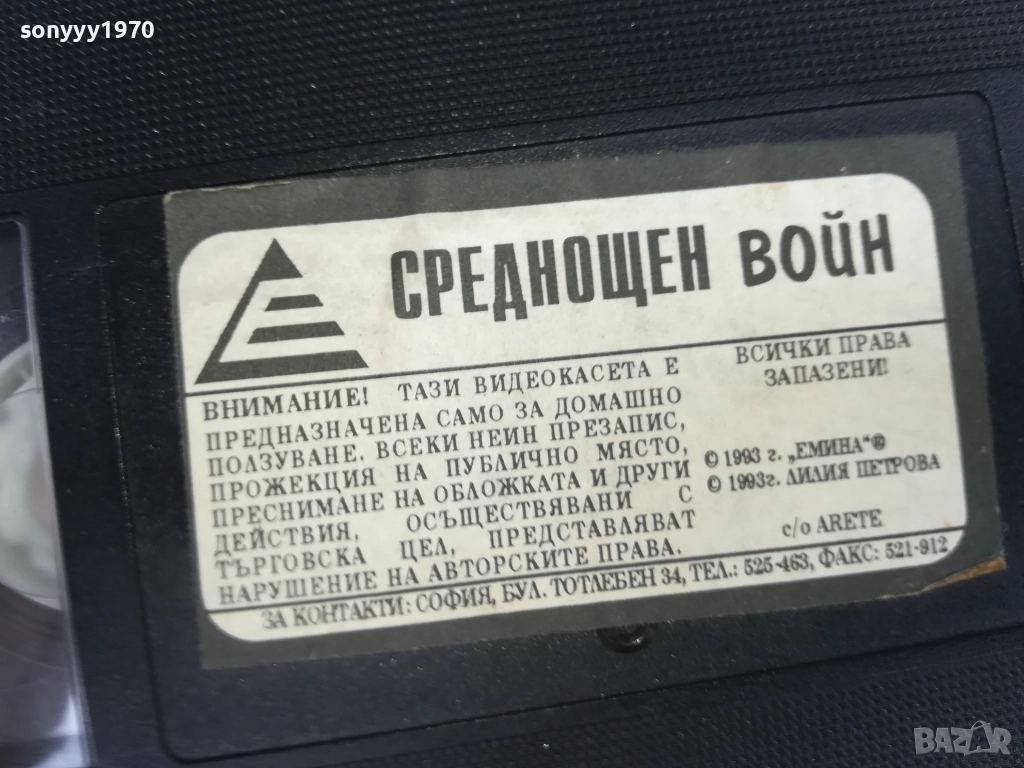 sonyyy1970
СРЕДНОЩЕН ВОЙН
ВНИМАНИЕ! ТАЗИ ВИДЕОКАСЕТА Е
ПРЕДНАЗНАЧЕНА САМО ЗА ДОМАШНО
ПОЛЗУВАНЕ. ВСЕКИ НЕИН ПРЕЗАПИС,
ПРОЖЕКЦИЯ НА ПУБЛИЧНО МЯСТО,
ПРЕСНИМАНЕ НА ОБЛОЖКАТА И ДРУГИ
ДЕЙСТВИЯ, ОСЪЩЕСТВЯВАНИ С
ТЪРГОВСКА ЦЕЛ, ПРЕДСТАВЛЯВАТ
НАРУШЕНИЕ НА АВТОРСКИТЕ ПРАВА.
ВСИЧКИ ПРАВА
ЗАПАЗЕНИ!
© 1993 г. „ЕМИНА“®
© 1993г. ЛИЛИЯ ПЕТРОВА
c/o ARETE
ЗА КОНТАКТИ: СОФИЯ, БУЛ. ТОТЛЕБЕН 34, ТЕЛ.: 525-463, ФАКС: 521-912
BAZAR